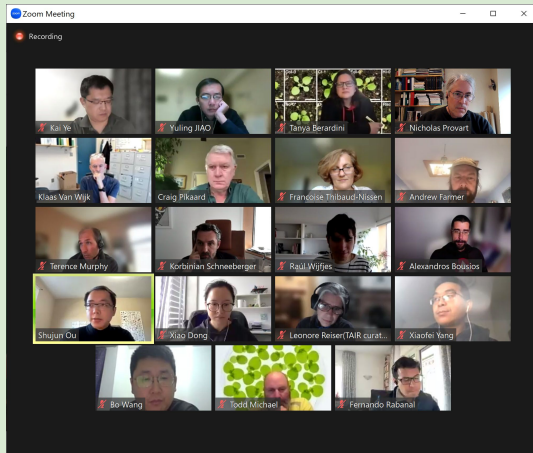 zoom Zoom Meeting
Recording
Kai Ye
Yuling JIAO
Tanya Berardini
Nicholas Provart
Klaas Van Wijk
Craig Pikaard
Francoise Thibaud-Nissen
Andrew Farmer
Terence Murphy
Korbinian Schneeberger
Raúl Wijfjes
Alexandros Bousios
Shujun Ou
Xiao Dong
Leonore Reiser(TAIR curat...
Xiaofei Yang
Bo Wang
Todd Michael
Fernando Rabanal